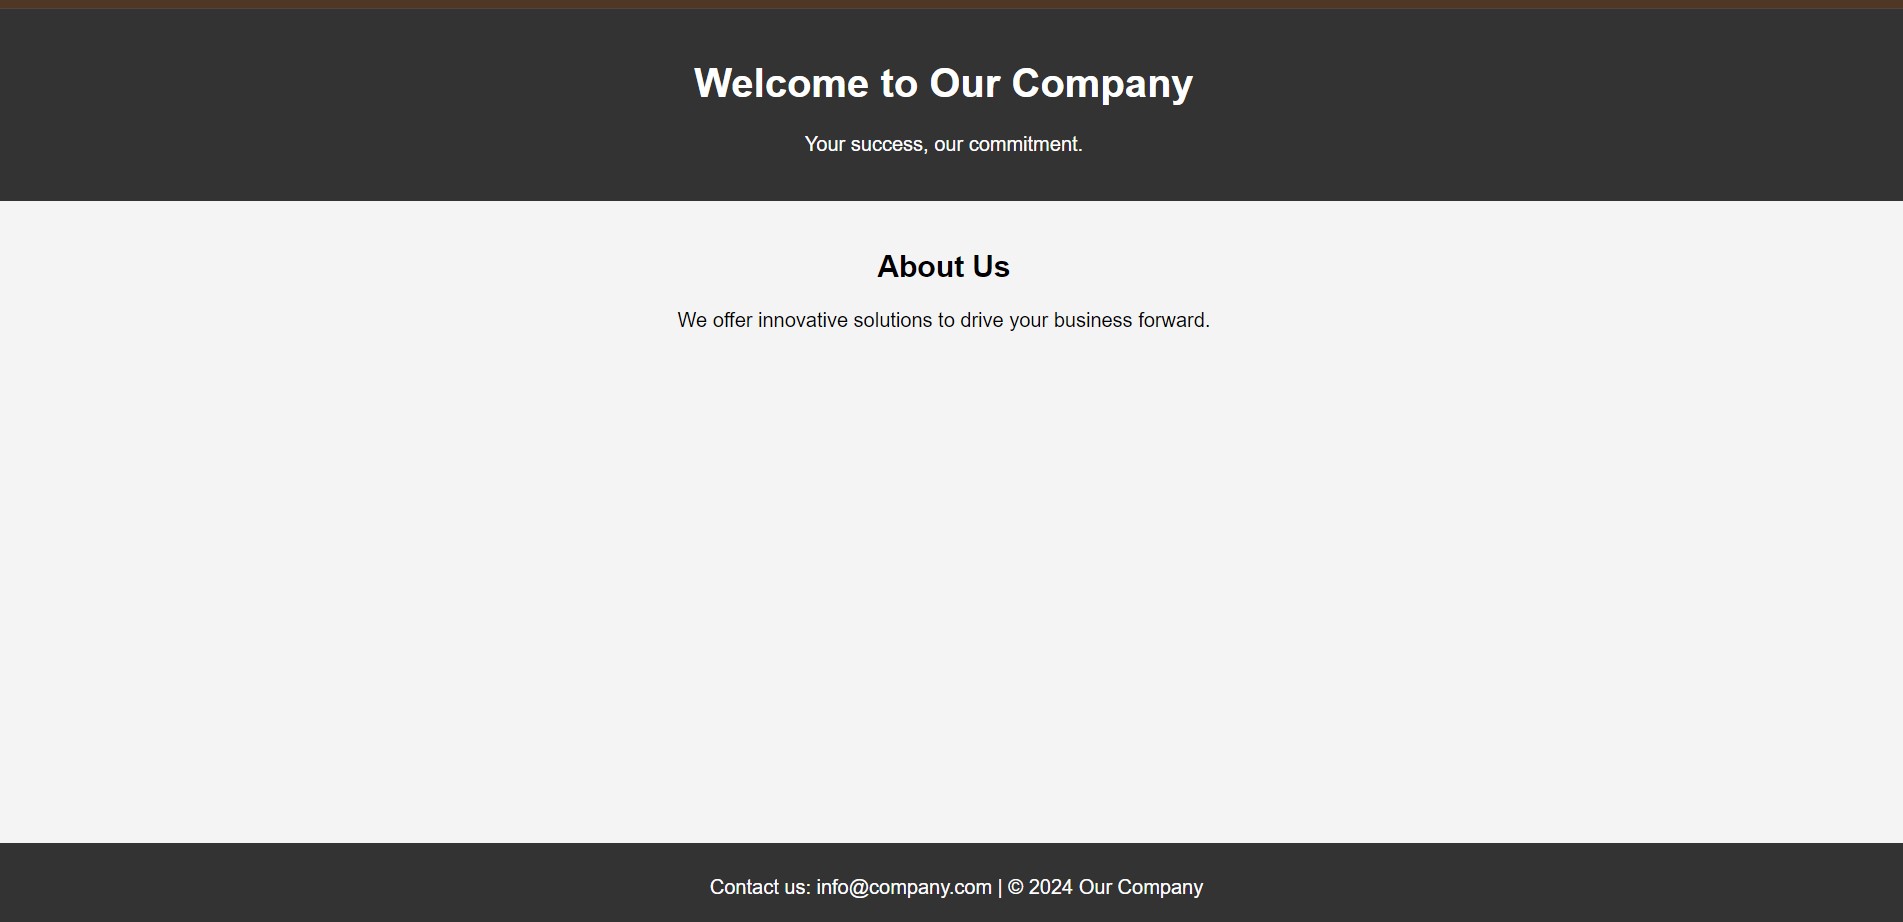 Welcome to Our Company
Your success, our commitment.
About Us
We offer innovative solutions to drive your business forward.
Contact us: info@company.com | © 2024 Our Company